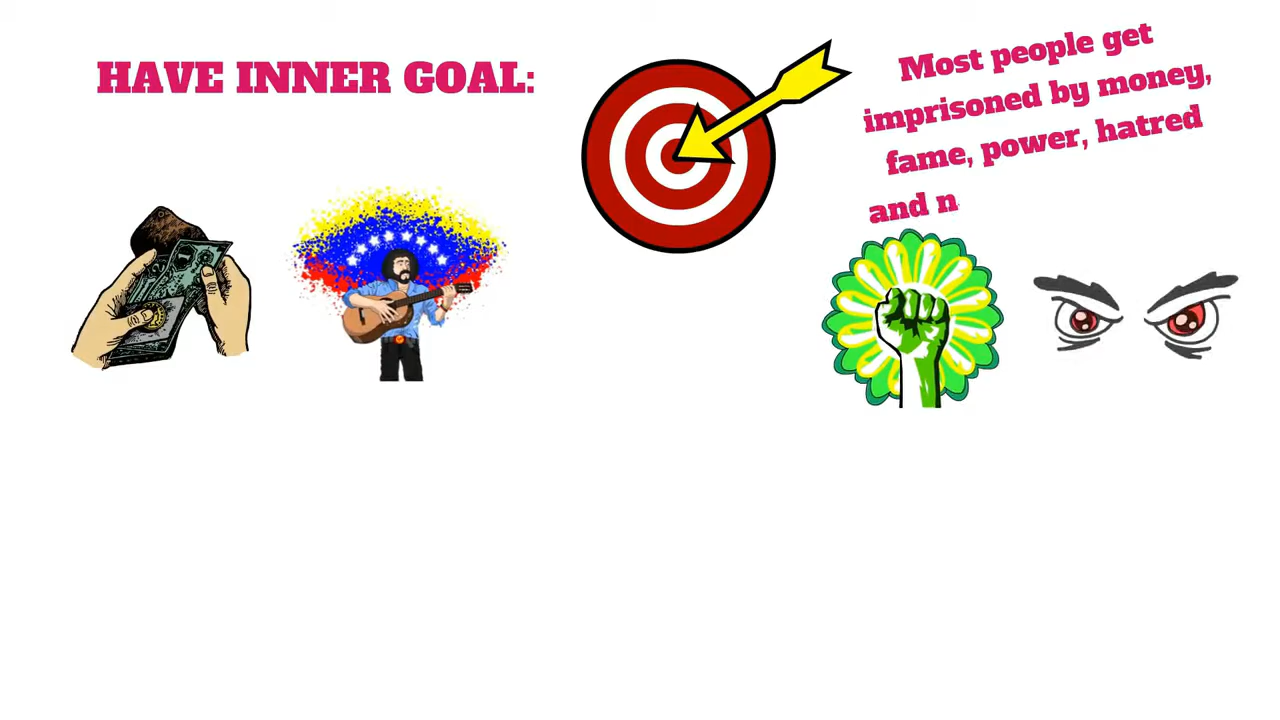 HAVE INNER GOAL:
Most people get
imprisoned by money,
fame, power, hatred
and n